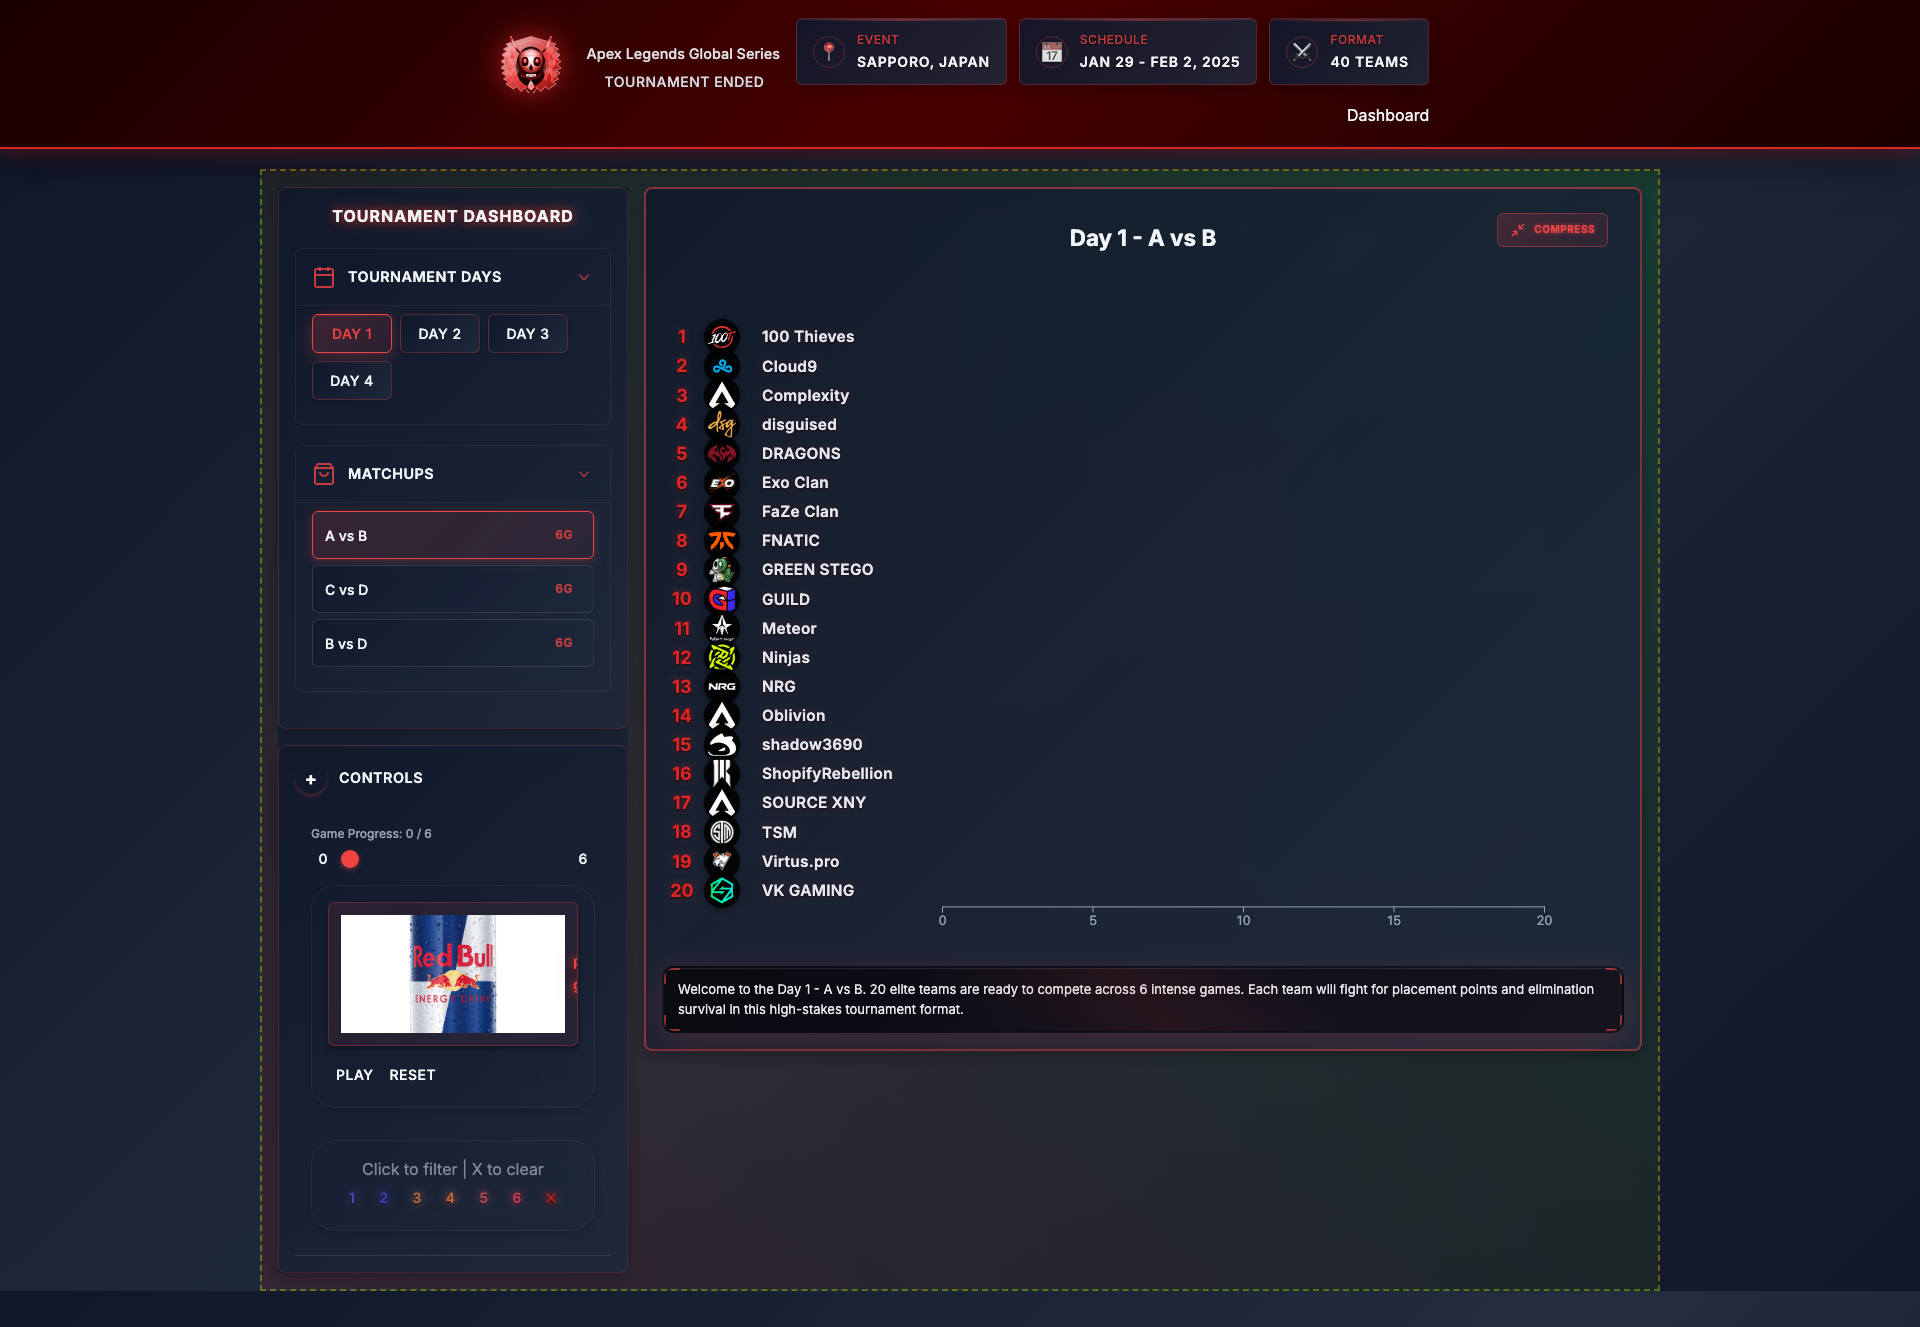 Apex Legends Global Series
TOURNAMENT ENDED
EVENT
SAPPORO, JAPAN
SCHEDULE
JAN 29 - FEB 2, 2025
FORMAT
40 TEAMS
Dashboard
TOURNAMENT DASHBOARD
TOURNAMENT DAYS
DAY 1
DAY 2
DAY 3
DAY 4
MATCHUPS
A vs B 6G
C vs D 6G
B vs D 6G
+ CONTROLS
Game Progress: 0 / 6
0 6
Red Bull
ENERGY DRINK
PLAY RESET
Click to filter | X to clear
1 2 3 4 5 6 ✕
Day 1 - A vs B
COMPRESS
1 100 Thieves
2 Cloud9
3 Complexity
4 dsg disguised
5 DRAGONS
6 EXO Exo Clan
7 FaZe Clan
8 FNATIC
9 GREEN STEGO
10 GUILD
11 Meteor
12 Ninjas
13 NRG NRG
14 Oblivion
15 shadow3690
16 ShopifyRebellion
17 SOURCE XNY
18 TSM
19 Virtus.pro
20 VK GAMING
0 5 10 15 20
Welcome to the Day 1 - A vs B. 20 elite teams are ready to compete across 6 intense games. Each team will fight for placement points and elimination
survival in this high-stakes tournament format.